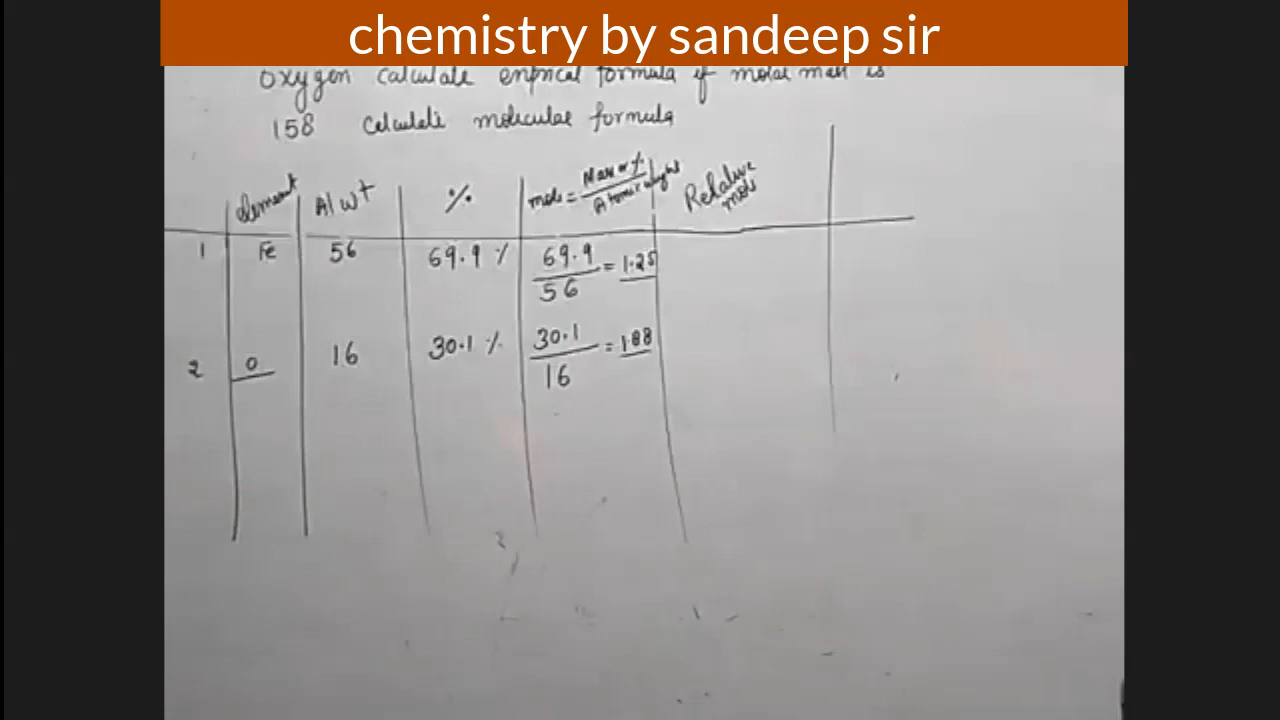 chemistry by sandeep sir
oxygen calculate emprical formula if molar mass is
158 calculate molecular formula
element At wt % mole = Mass or % / Atomic weight Relative mole
1 Fe 56 69.9 % 69.9 / 56 = 1.25
2 O 16 30.1 % 30.1 / 16 = 1.88